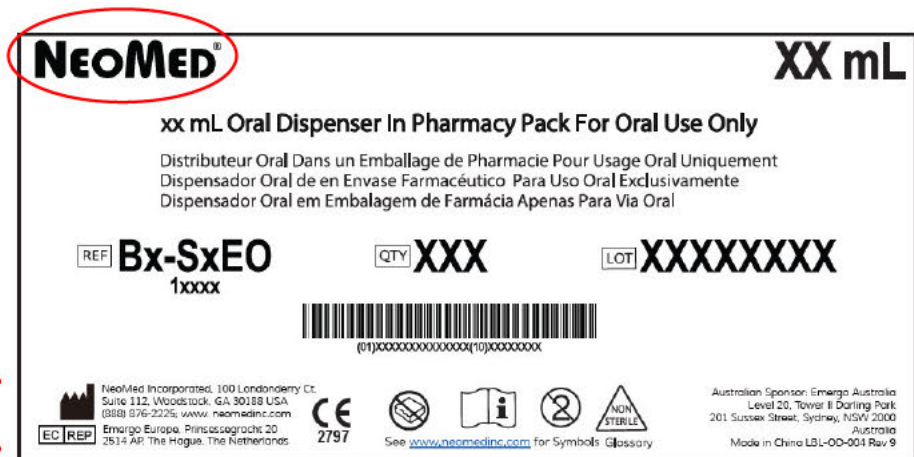 NEOMED®
XX mL
xx mL Oral Dispenser In Pharmacy Pack For Oral Use Only
Distributeur Oral Dans un Emballage de Pharmacie Pour Usage Oral Uniquement
Dispensador Oral de en Envase Farmacéutico Para Uso Oral Exclusivamente
Dispensador Oral em Embalagem de Farmácia Apenas Para Via Oral
REF Bx-SxEO
1xxxx
QTY XXX
LOT XXXXXXXX
(01)XXXXXXXXXXXXXX(10)XXXXXXXX
NeoMed Incorporated, 100 Londonderry Ct.
Suite 112, Woodstock, GA 30188 USA
(888) 876-2225; www. neomedinc.com
EC REP
Emergo Europe, Prinsessegracht 20
2514 AP, The Hague, The Netherlands
CE
2797
2
NON
STERILE
See www.neomedinc.com for Symbols Glossary
Australian Sponsor: Emergo Australia
Level 20, Tower II Darling Park
201 Sussex Street, Sydney, NSW 2000
Australia
Made in China LBL-OD-004 Rev 9